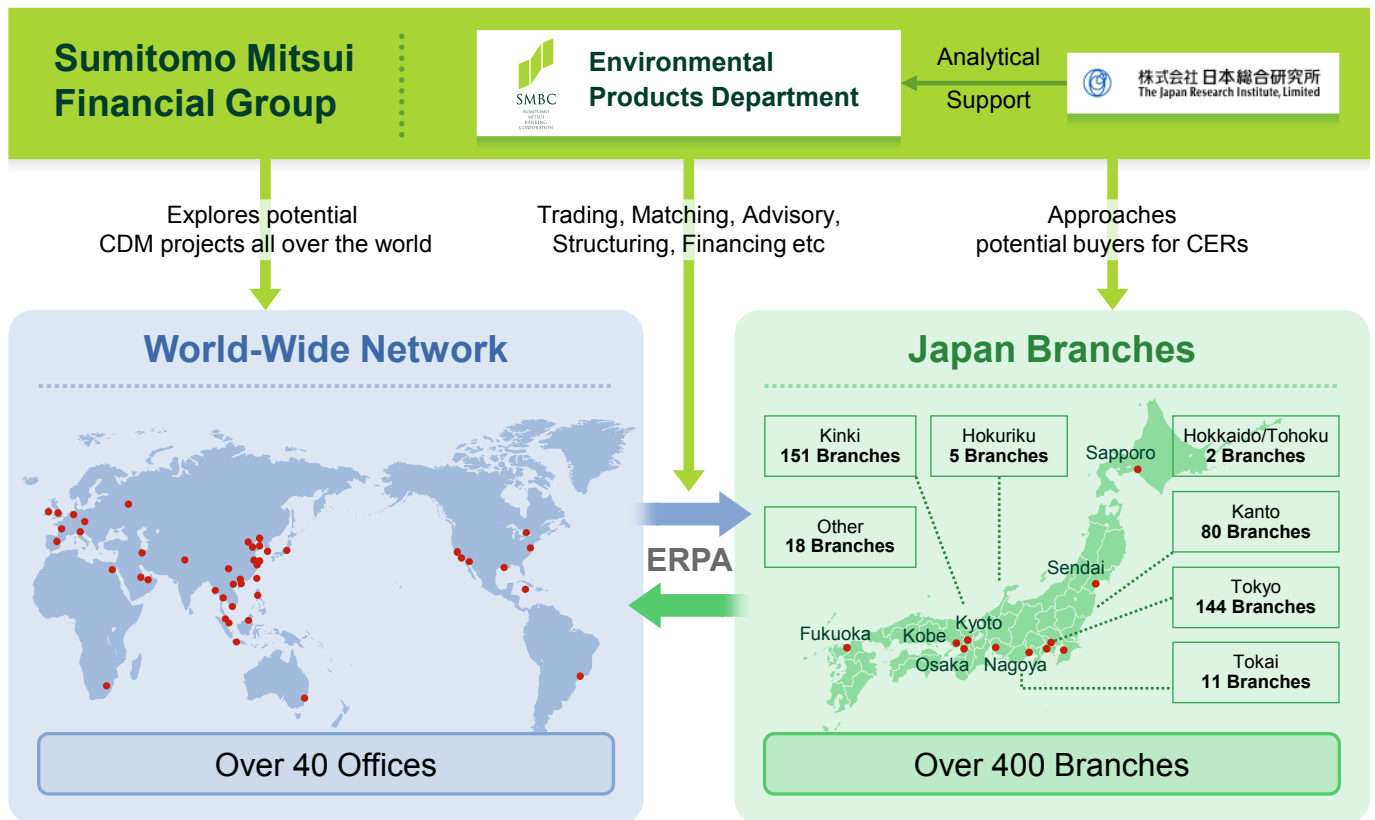 Sumitomo Mitsui
Financial Group
SMBC
SUMITOMO
MITSUI
BANKING
CORPORATION
Environmental
Products Department
Analytical
Support
株式会社 日本総合研究所
The Japan Research Institute, Limited
Explores potential
CDM projects all over the world
Trading, Matching, Advisory,
Structuring, Financing etc
Approaches
potential buyers for CERs
World-Wide Network
Over 40 Offices
ERPA
Japan Branches
Kinki
151 Branches
Hokuriku
5 Branches
Hokkaido/Tohoku
2 Branches
Sapporo
Other
18 Branches
Kanto
80 Branches
Sendai
Tokyo
144 Branches
Fukuoka
Kobe
Kyoto
Osaka
Nagoya
Tokai
11 Branches
Over 400 Branches